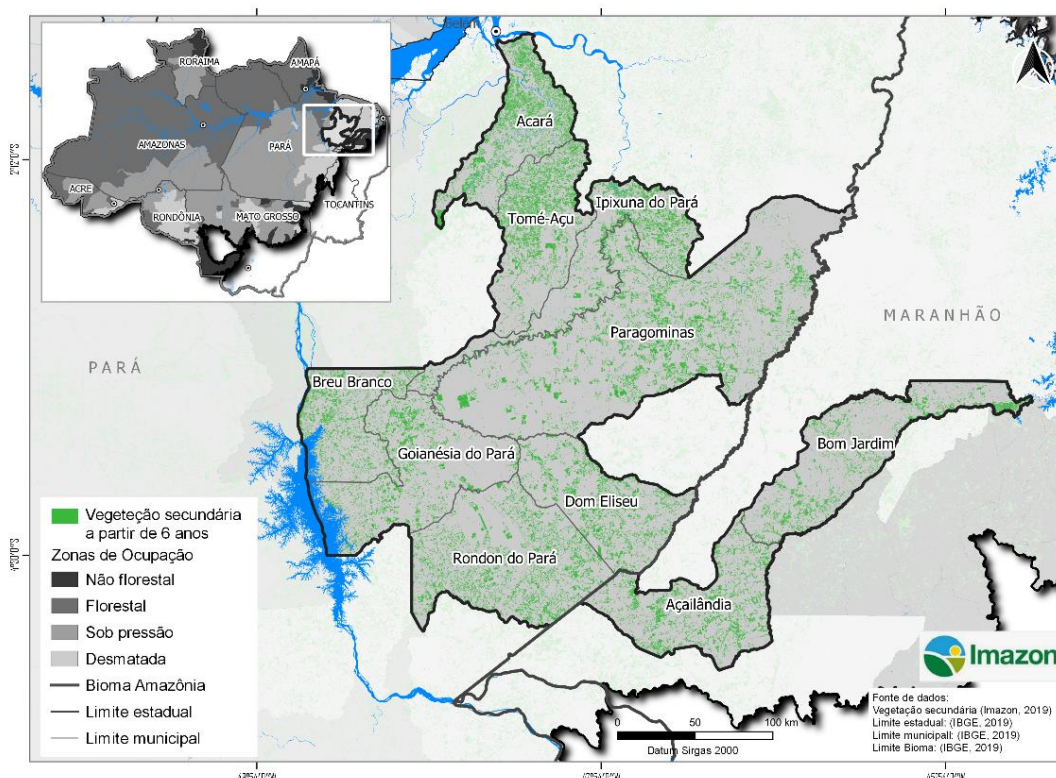 Belém
RORAIMA
AMAPÁ
AMAZONAS
PARÁ
ACRE
RONDÔNIA
MATO GROSSO
TOCANTINS
Acará
Tomé-Açu
Ipixuna do Pará
Paragominas
MARANHÃO
PARÁ
Breu Branco
Goianésia do Pará
Bom Jardim
Dom Eliseu
Rondon do Pará
Açailândia
Vegeteção secundária
a partir de 6 anos
Zonas de Ocupação
Não florestal
Florestal
Sob pressão
Desmatada
Bioma Amazônia
Limite estadual
Limite municipal
0 50 100 km
Datum Sirgas 2000
Imazon
Fonte de dados:
Vegetação secundária (Imazon, 2019)
Limite estadual: (IBGE, 2019)
Limite municipal: (IBGE, 2019)
Limite Bioma: (IBGE, 2019)